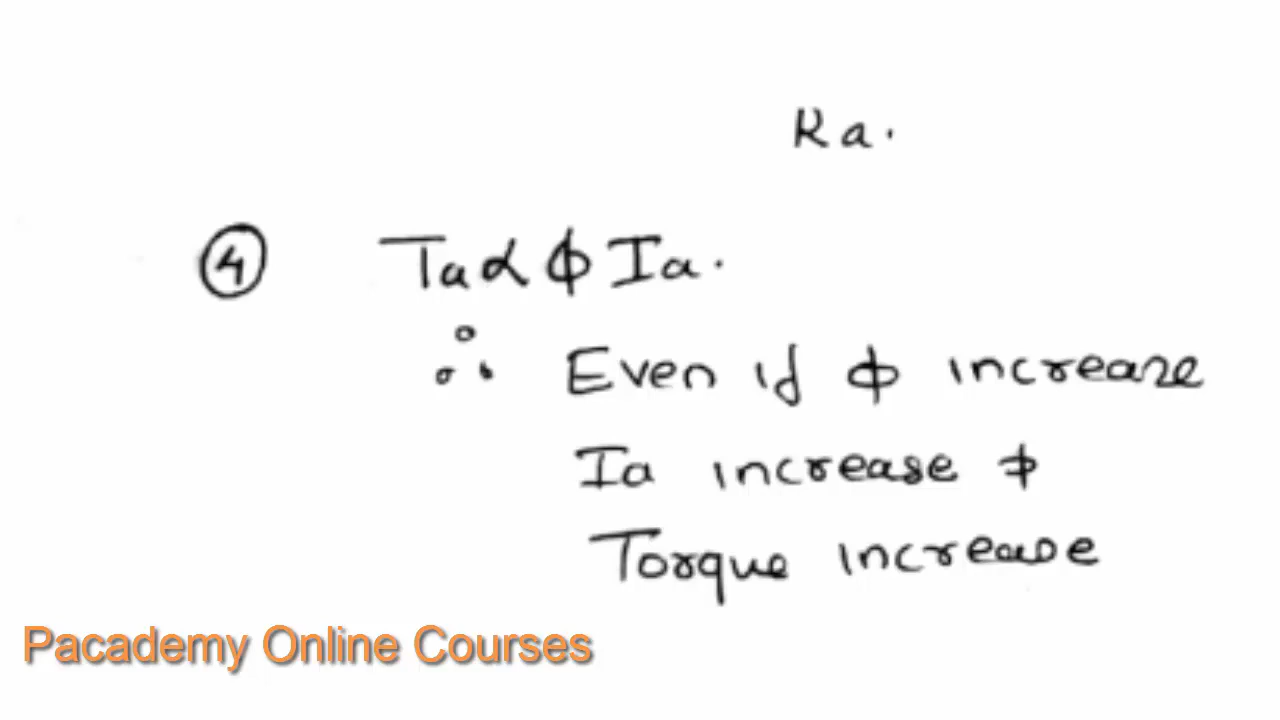 Ra.
④ Ta α ϕ Ia.
∴ Even if ϕ increase
Ia increase &
Torque increase
Pacademy Online Courses